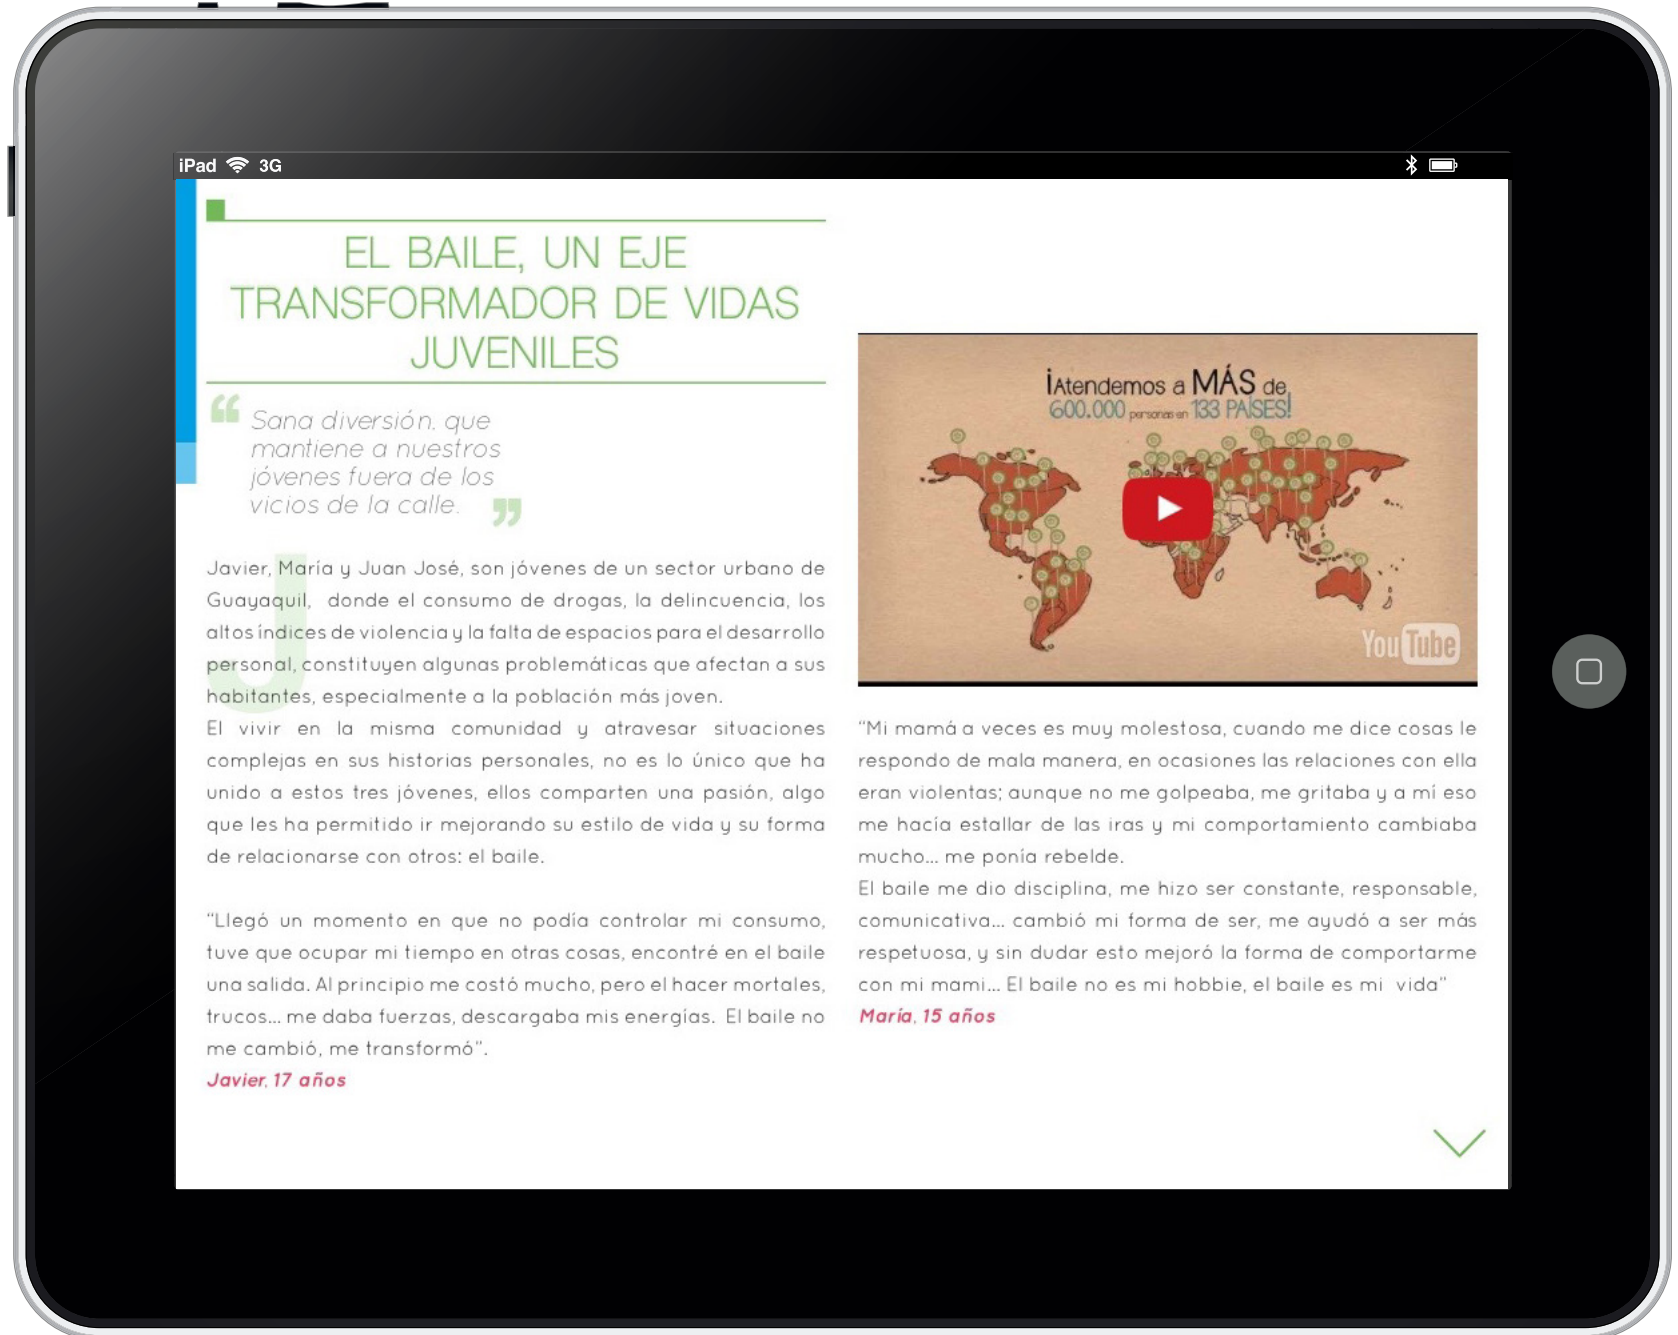 iPad 3G
EL BAILE, UN EJE
TRANSFORMADOR DE VIDAS
JUVENILES
“ Sana diversión, que
mantiene a nuestros
jóvenes fuera de los
vicios de la calle. ”
J
Javier, María y Juan José, son jóvenes de un sector urbano de
Guayaquil, donde el consumo de drogas, la delincuencia, los
altos índices de violencia y la falta de espacios para el desarrollo
personal, constituyen algunas problemáticas que afectan a sus
habitantes, especialmente a la población más joven.
El vivir en la misma comunidad y atravesar situaciones
complejas en sus historias personales, no es lo único que ha
unido a estos tres jóvenes, ellos comparten una pasión, algo
que les ha permitido ir mejorando su estilo de vida y su forma
de relacionarse con otros: el baile.
“Llegó un momento en que no podía controlar mi consumo,
tuve que ocupar mi tiempo en otras cosas, encontré en el baile
una salida. Al principio me costó mucho, pero el hacer mortales,
trucos... me daba fuerzas, descargaba mis energías. El baile no
me cambió, me transformó”.
Javier, 17 años
¡Atendemos a MÁS de
600.000 personas en 133 PAÍSES!
YouTube
“Mi mamá a veces es muy molestosa, cuando me dice cosas le
respondo de mala manera, en ocasiones las relaciones con ella
eran violentas; aunque no me golpeaba, me gritaba y a mí eso
me hacía estallar de las iras y mi comportamiento cambiaba
mucho... me ponía rebelde.
El baile me dio disciplina, me hizo ser constante, responsable,
comunicativa... cambió mi forma de ser, me ayudó a ser más
respetuosa, y sin dudar esto mejoró la forma de comportarme
con mi mami... El baile no es mi hobbie, el baile es mi vida”
María, 15 años